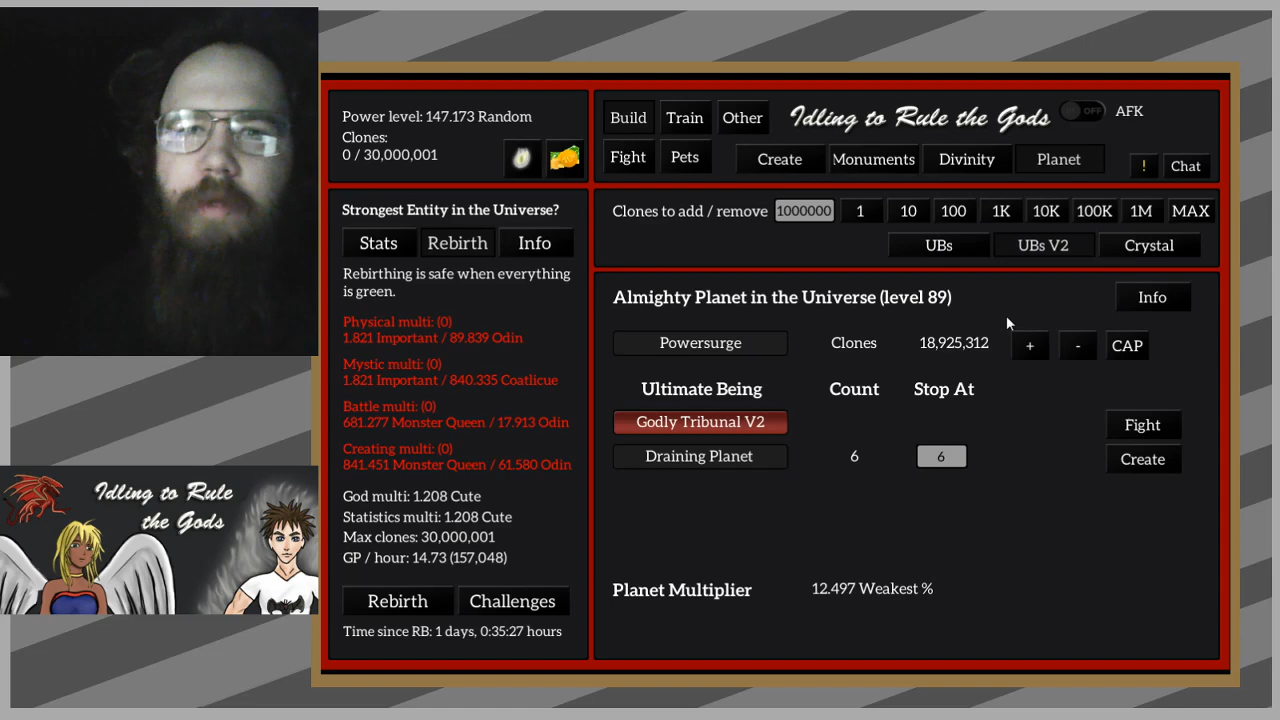 Power level: 147.173 Random
Clones:
0 / 30,000,001
Build
Train
Other
Idling to Rule the Gods
OFF
AFK
Fight
Pets
Create
Monuments
Divinity
Planet
!
Chat
Strongest Entity in the Universe?
Stats
Rebirth
Info
Rebirthing is safe when everything
is green.
Physical multi: (0)
1.821 Important / 89.839 Odin
Mystic multi: (0)
1.821 Important / 840.335 Coatlicue
Battle multi: (0)
681.277 Monster Queen / 17.913 Odin
Creating multi: (0)
841.451 Monster Queen / 61.580 Odin
God multi: 1.208 Cute
Statistics multi: 1.208 Cute
Max clones: 30,000,001
GP / hour: 14.73 (157,048)
Rebirth
Challenges
Time since RB: 1 days, 0:35:27 hours
Clones to add / remove
1000000
1
10
100
1K
10K
100K
1M
MAX
UBs
UBs V2
Crystal
Almighty Planet in the Universe (level 89)
Info
Powersurge
Clones
18,925,312
+
-
CAP
Ultimate Being
Count
Stop At
Godly Tribunal V2
Fight
Draining Planet
6
6
Create
Planet Multiplier
12.497 Weakest %
Idling to Rule
the Gods